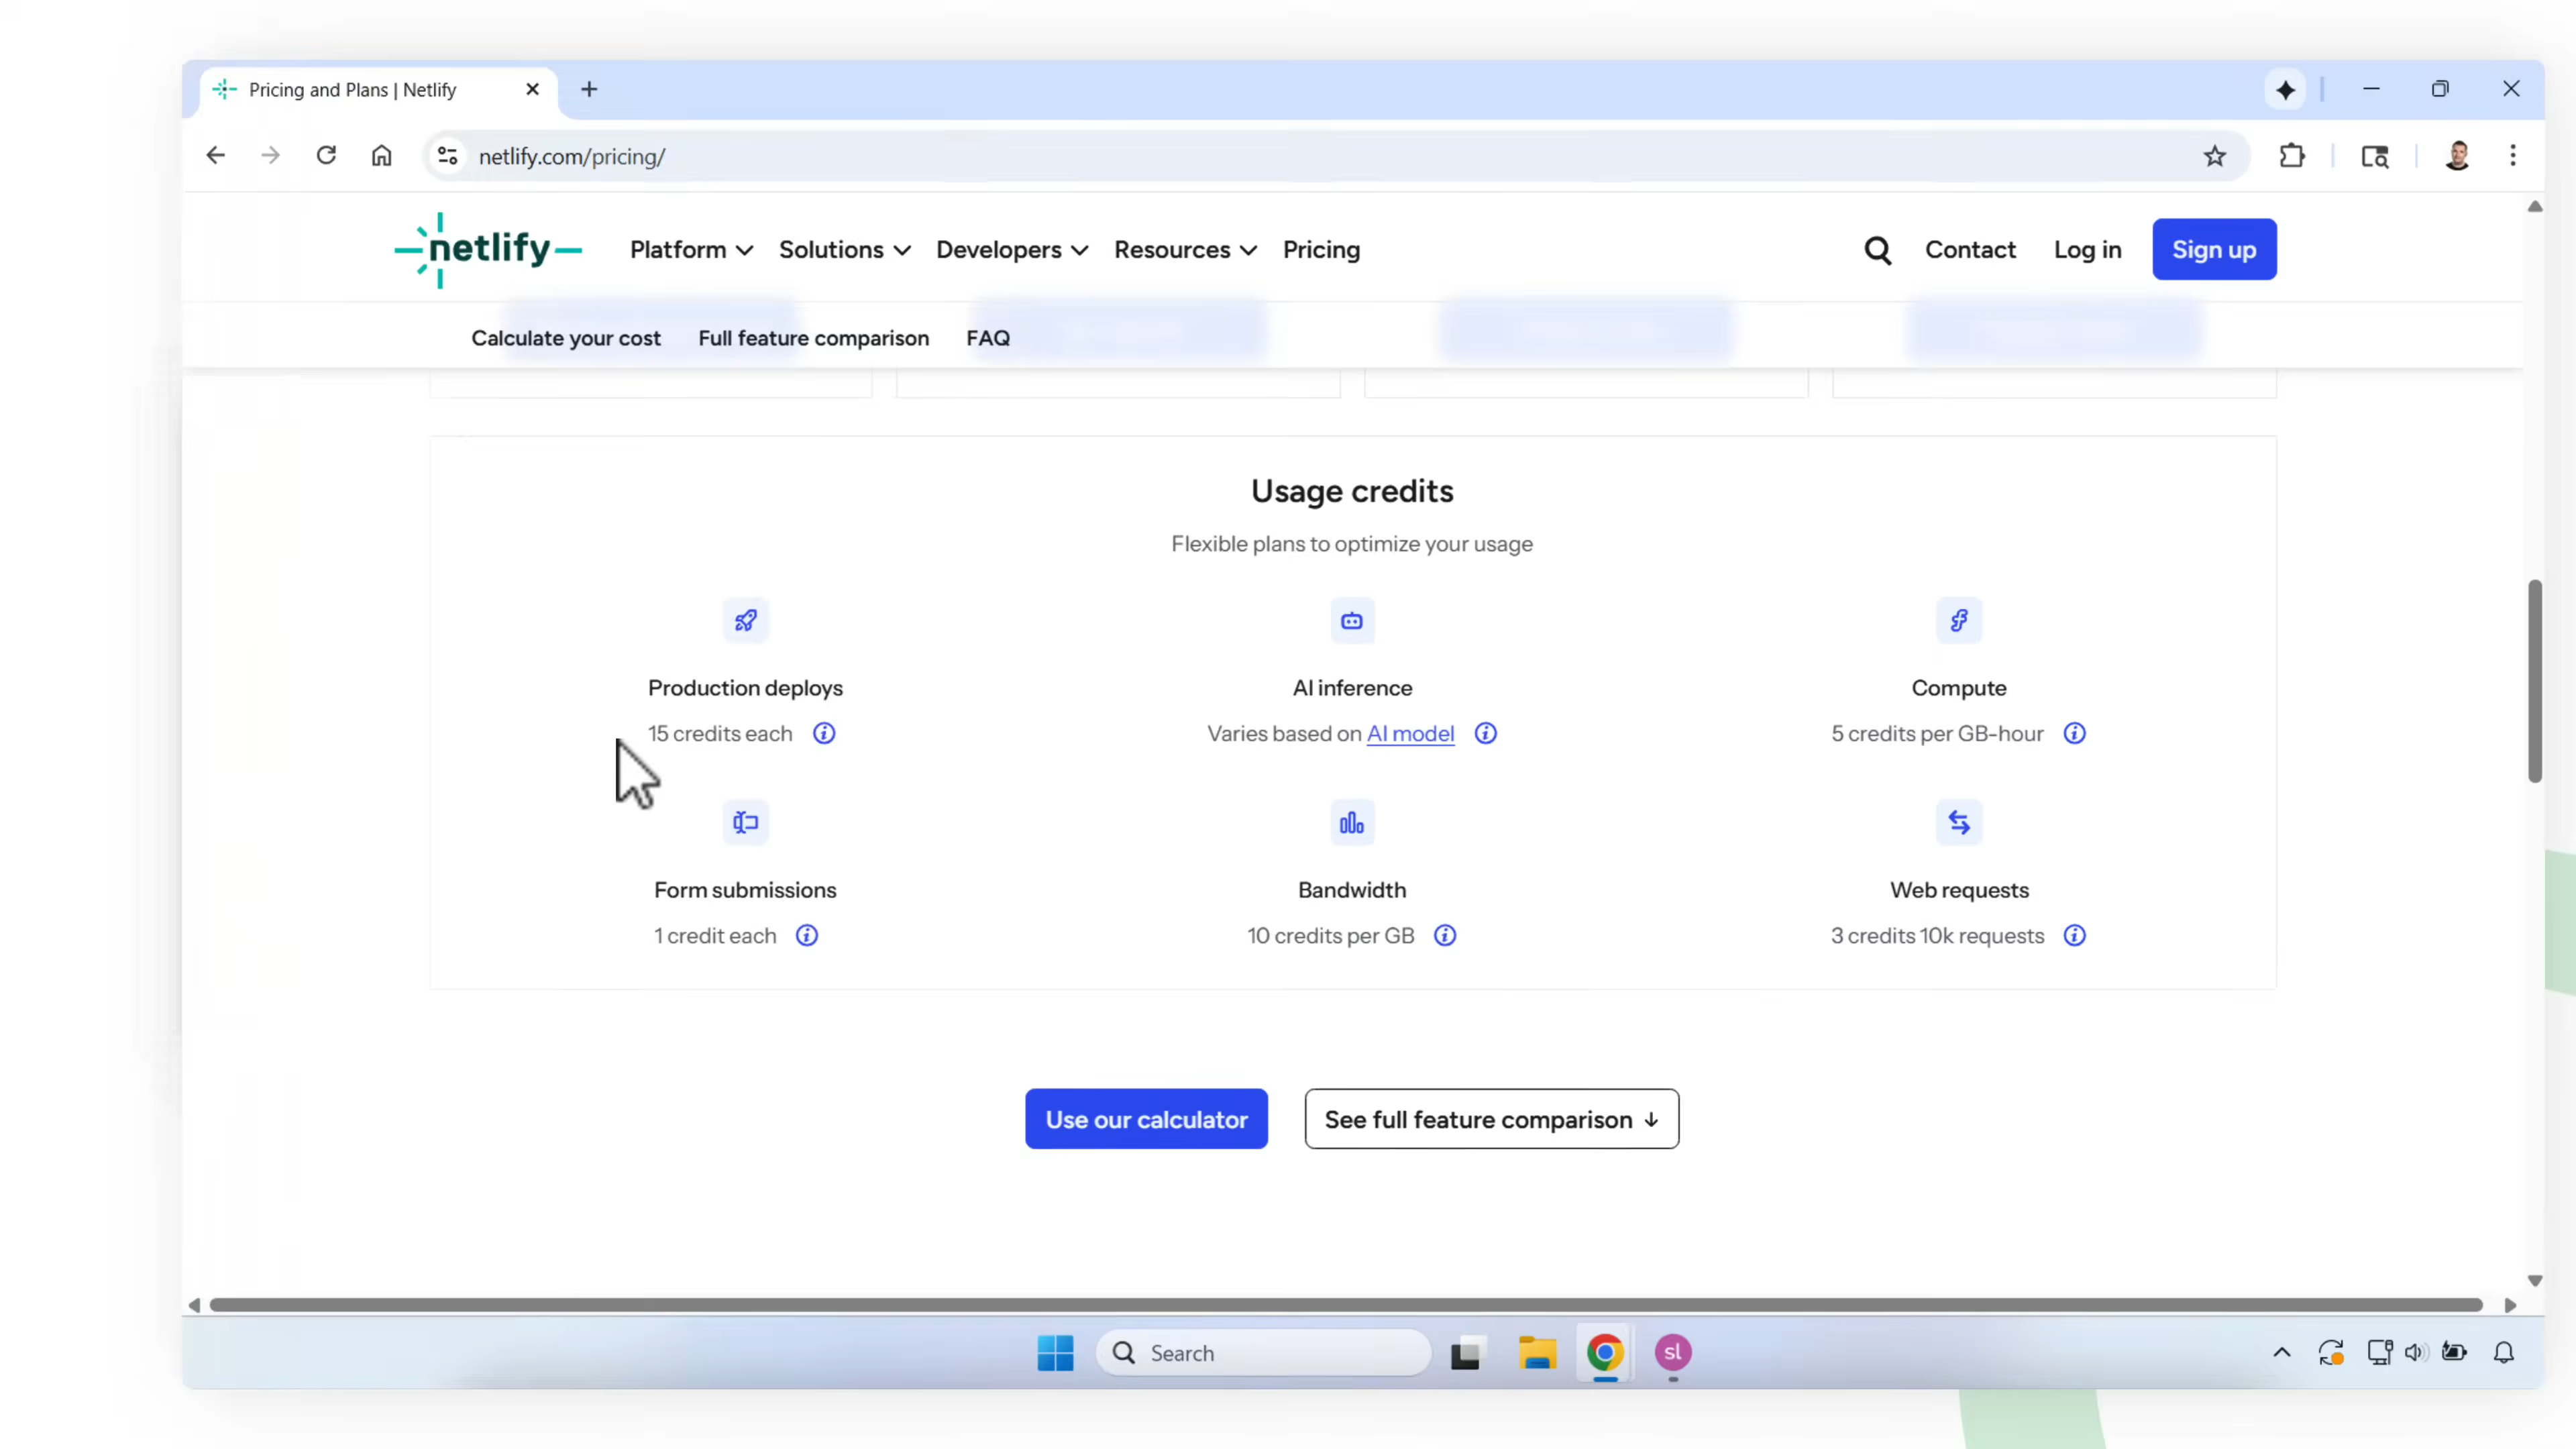 Pricing and Plans | Netlify
netlify.com/pricing/
netlify
Platform Solutions Developers Resources Pricing
Contact Log in Sign up
Calculate your cost Full feature comparison FAQ
Usage credits
Flexible plans to optimize your usage
Production deploys AI inference Compute
15 credits each Varies based on AI model 5 credits per GB-hour
Form submissions Bandwidth Web requests
1 credit each 10 credits per GB 3 credits 10k requests
Use our calculator See full feature comparison ↓
Search
sl